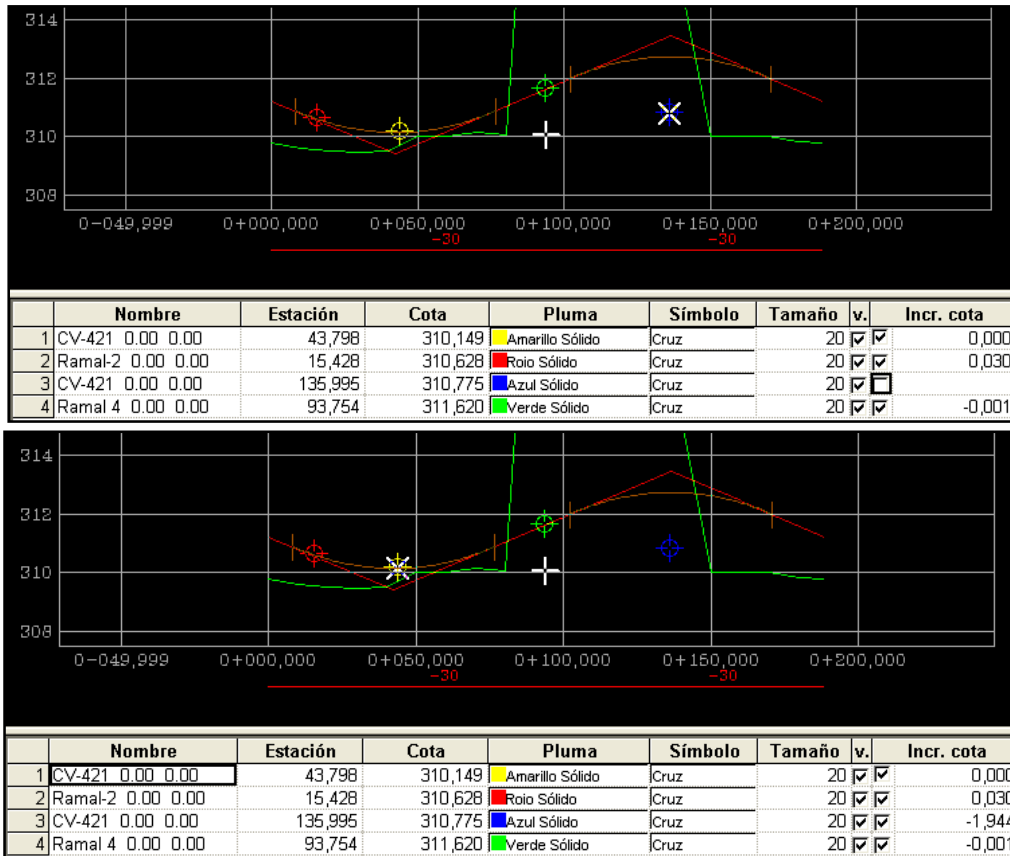 314
312
310
308
0-049,999 0+000,000 0+050,000 0+100,000 0+150,000 0+200,000
-30 -30
Nombre Estación Cota Pluma Símbolo Tamaño v. Incr. cota
1 CV-421 0.00 0.00 43,798 310,149 Amarillo Sólido Cruz 20 0,000
2 Ramal-2 0.00 0.00 15,428 310,628 Roio Sólido Cruz 20 0,030
3 CV-421 0.00 0.00 135,995 310,775 Azul Sólido Cruz 20
4 Ramal 4 0.00 0.00 93,754 311,620 Verde Sólido Cruz 20 -0,001
314
312
310
308
0-049,999 0+000,000 0+050,000 0+100,000 0+150,000 0+200,000
-30 -30
Nombre Estación Cota Pluma Símbolo Tamaño v. Incr. cota
1 CV-421 0.00 0.00 43,798 310,149 Amarillo Sólido Cruz 20 0,000
2 Ramal-2 0.00 0.00 15,428 310,628 Roio Sólido Cruz 20 0,030
3 CV-421 0.00 0.00 135,995 310,775 Azul Sólido Cruz 20 -1,944
4 Ramal 4 0.00 0.00 93,754 311,620 Verde Sólido Cruz 20 -0,001